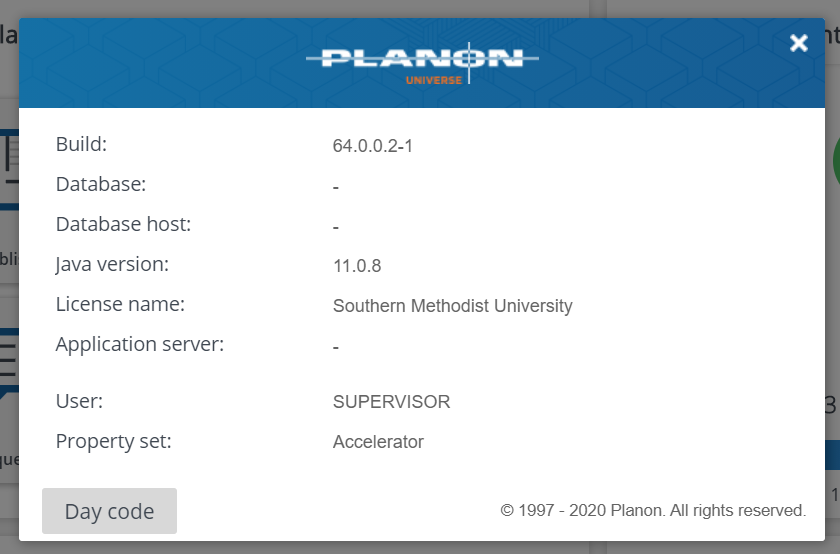 PLANON
UNIVERSE
Build: 64.0.0.2-1
Database: -
Database host: -
Java version: 11.0.8
License name: Southern Methodist University
Application server: -
User: SUPERVISOR
Property set: Accelerator
Day code
© 1997 - 2020 Planon. All rights reserved.